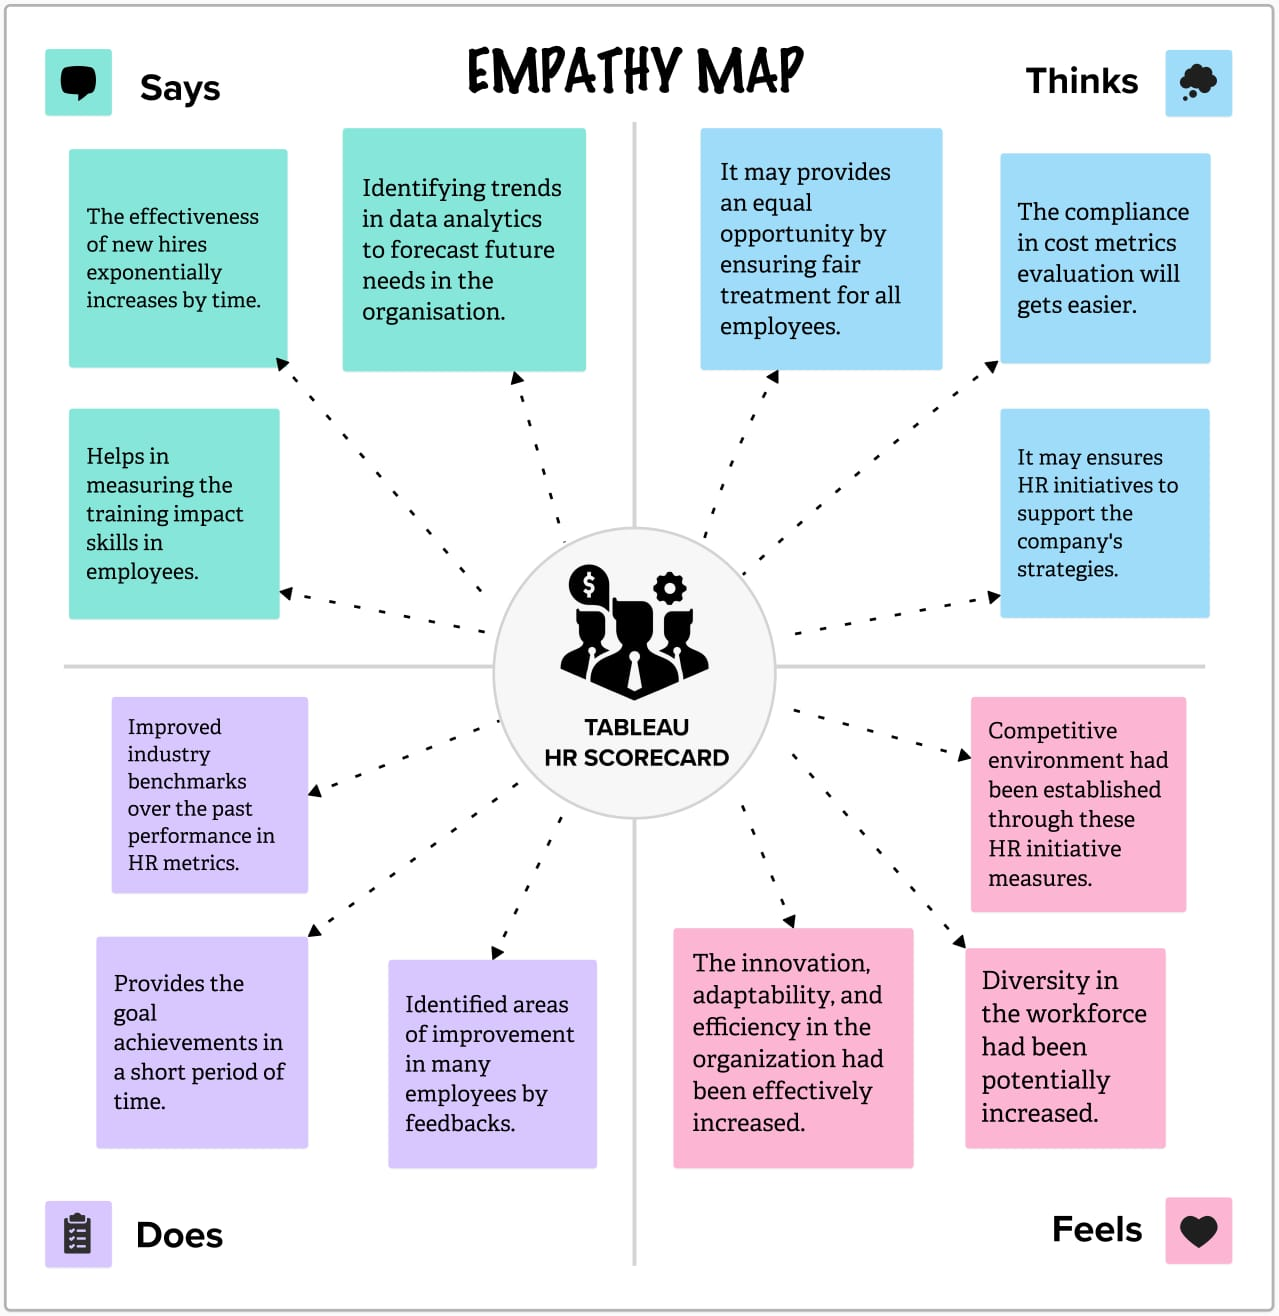 EMPATHY MAP
Says
The effectiveness
of new hires
exponentially
increases by time.
Identifying trends
in data analytics
to forecast future
needs in the
organisation.
Helps in
measuring the
training impact
skills in
employees.
Thinks
It may provides
an equal
opportunity by
ensuring fair
treatment for all
employees.
The compliance
in cost metrics
evaluation will
gets easier.
It may ensures
HR initiatives to
support the
company's
strategies.
$
TABLEAU
HR SCORECARD
Improved
industry
benchmarks
over the past
performance in
HR metrics.
Provides the
goal
achievements in
a short period of
time.
Identified areas
of improvement
in many
employees by
feedbacks.
Does
Competitive
environment had
been established
through these
HR initiative
measures.
The innovation,
adaptability, and
efficiency in the
organization had
been effectively
increased.
Diversity in
the workforce
had been
potentially
increased.
Feels